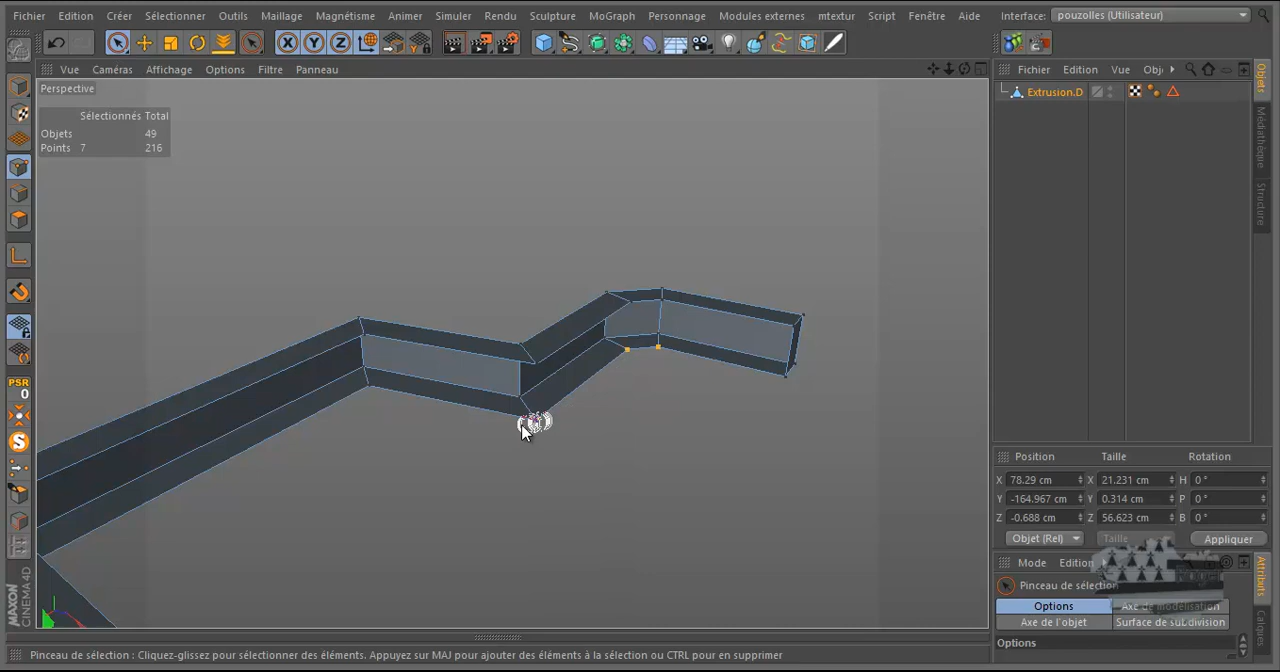 Fichier Edition Créer Sélectionner Outils Maillage Magnétisme Animer Simuler Rendu Sculpture MoGraph Personnage Modules externes mtextur Script Fenêtre Aide Interface: pouzolles (Utilisateur)
Vue Caméras Affichage Options Filtre Panneau
Fichier Edition Vue Obj
Perspective
Extrusion.D
Sélectionnés Total
Objets 49
Points 7 216
Objets
Médiathèque
Structure
PSR
0
MAXON
CINEMA 4D
Position Taille Rotation
X 78.29 cm X 21.231 cm H 0 °
Y -164.967 cm Y 0.314 cm P 0 °
Z -0.688 cm Z 56.623 cm B 0 °
Objet (Rel) Taille Appliquer
Mode Edition
Pinceau de sélection
Options Axe de modélisation
Axe de l'objet Surface de subdivision
Options
Attributs
Calques
Pinceau de sélection : Cliquez-glissez pour sélectionner des éléments. Appuyez sur MAJ pour ajouter des éléments à la sélection ou CTRL pour en supprimer